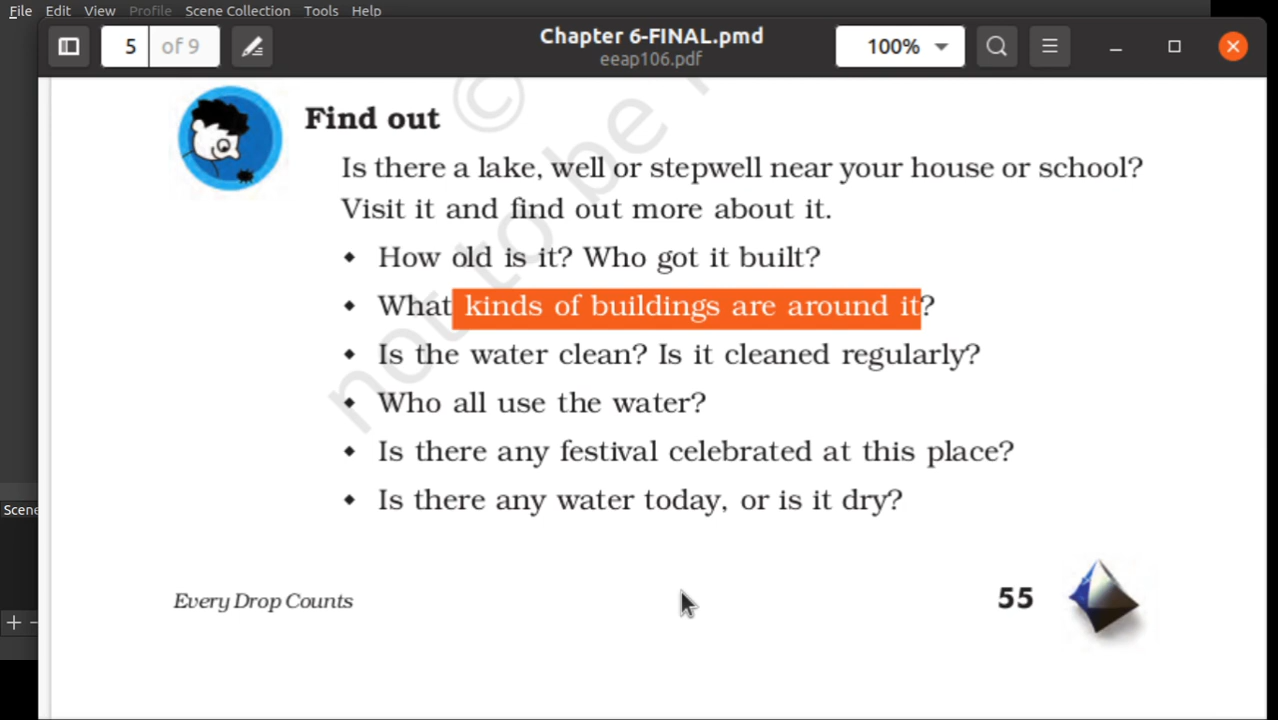 File Edit View Profile Scene Collection Tools Help
5 of 9
Chapter 6-FINAL.pmd
eeap106.pdf
100%
Find out
Is there a lake, well or stepwell near your house or school?
Visit it and find out more about it.
• How old is it? Who got it built?
• What kinds of buildings are around it?
• Is the water clean? Is it cleaned regularly?
• Who all use the water?
• Is there any festival celebrated at this place?
• Is there any water today, or is it dry?
©
not to be r
Scene
Every Drop Counts
55